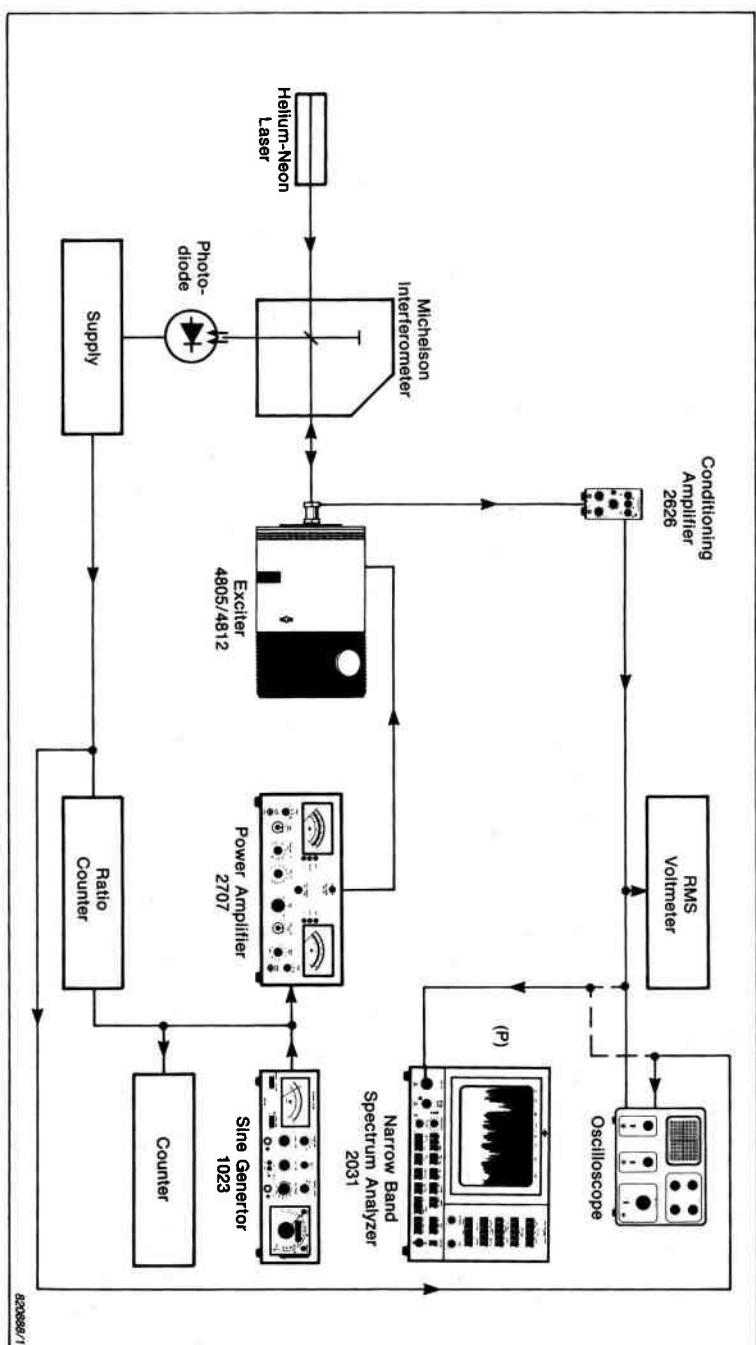 Helium-Neon
Laser
Michelson
Interferometer
Photo-
diode
Supply
Conditioning
Amplifier
2626
Exciter
4805/4812
RMS
Voltmeter
Power Amplifier
2707
Ratio
Counter
(P)
Oscilloscope
Narrow Band
Spectrum Analyzer
2031
Sine Genertor
1023
Counter
820888/1